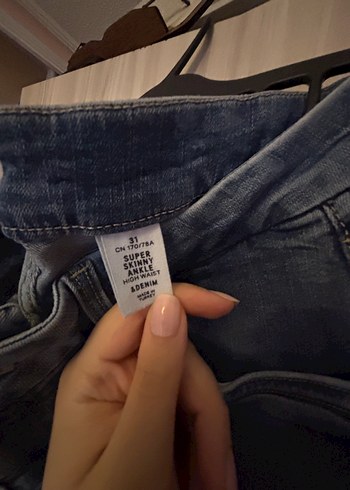 31
CN 170/78A
SUPER
SKINNY
ANKLE
HIGH WAIST
&DENIM
MADE IN
TURKEY